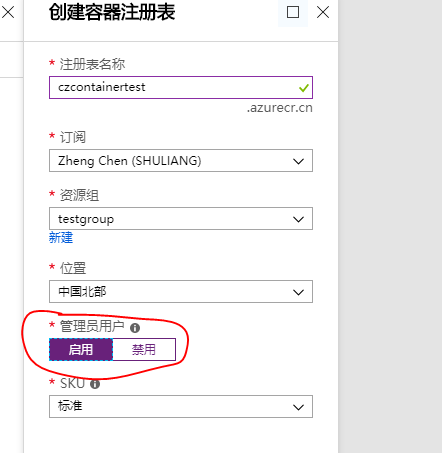 创建容器注册表
* 注册表名称
czcontainertest
.azurecr.cn
* 订阅
Zheng Chen (SHULIANG)
* 资源组
testgroup
新建
* 位置
中国北部
* 管理员用户
启用 禁用
* SKU
标准